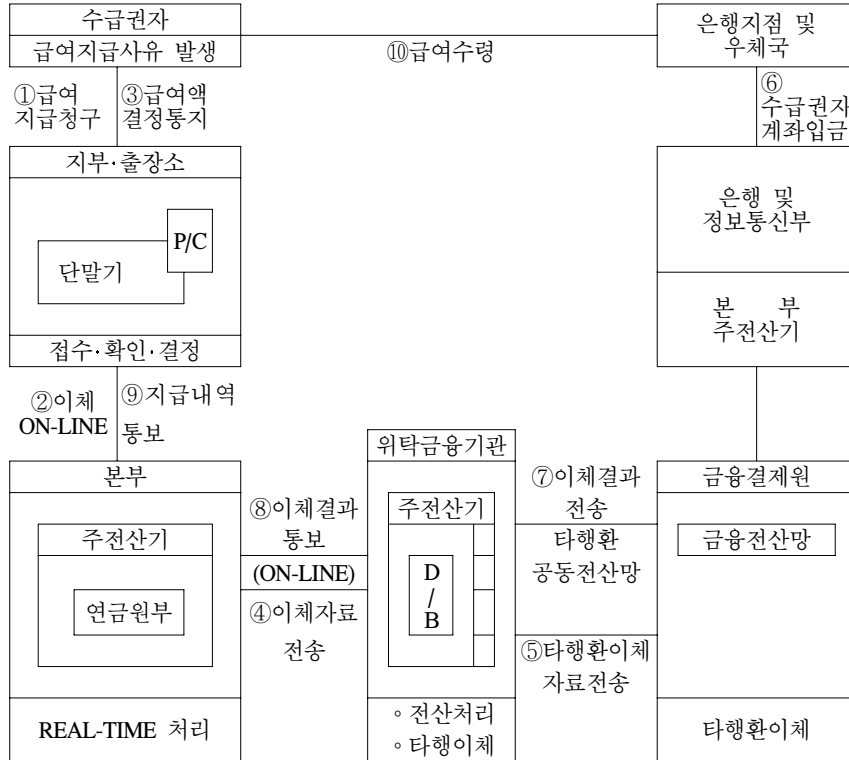 수급권자
급여지급사유 발생
⑩급여수령
은행지점 및
우체국
①급여
지급청구
③급여액
결정통지
⑥
수급권자
계좌입금
지부·출장소
P/C
단말기
접수·확인·결정
은행 및
정보통신부
본 부
주전산기
②이체
ON-LINE
⑨지급내역
통보
본부
주전산기
연금원부
REAL-TIME 처리
⑧이체결과
통보
(ON-LINE)
④이체자료
전송
위탁금융기관
주전산기
D
/
B
◦전산처리
◦타행이체
⑦이체결과
전송
타행환
공동전산망
⑤타행환이체
자료전송
금융결제원
금융전산망
타행환이체